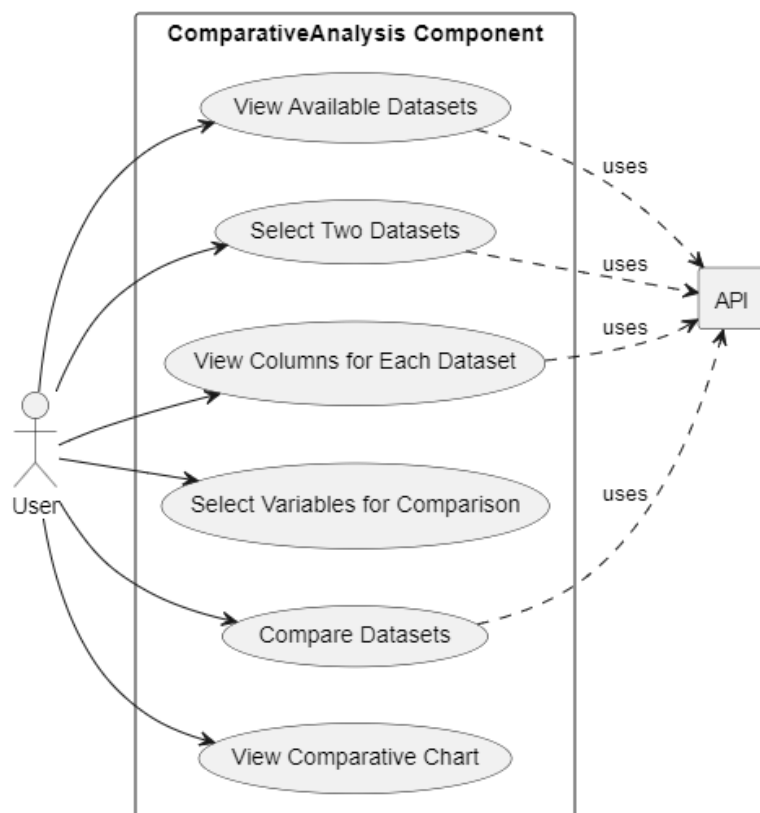 ComparativeAnalysis Component
View Available Datasets
uses
Select Two Datasets
uses
API
uses
View Columns for Each Dataset
User
Select Variables for Comparison
uses
Compare Datasets
View Comparative Chart